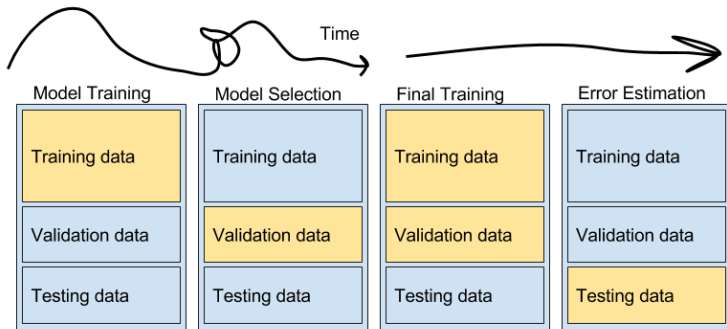 Time
Model Training
Model Selection
Final Training
Error Estimation
Training data
Training data
Training data
Training data
Validation data
Validation data
Validation data
Validation data
Testing data
Testing data
Testing data
Testing data